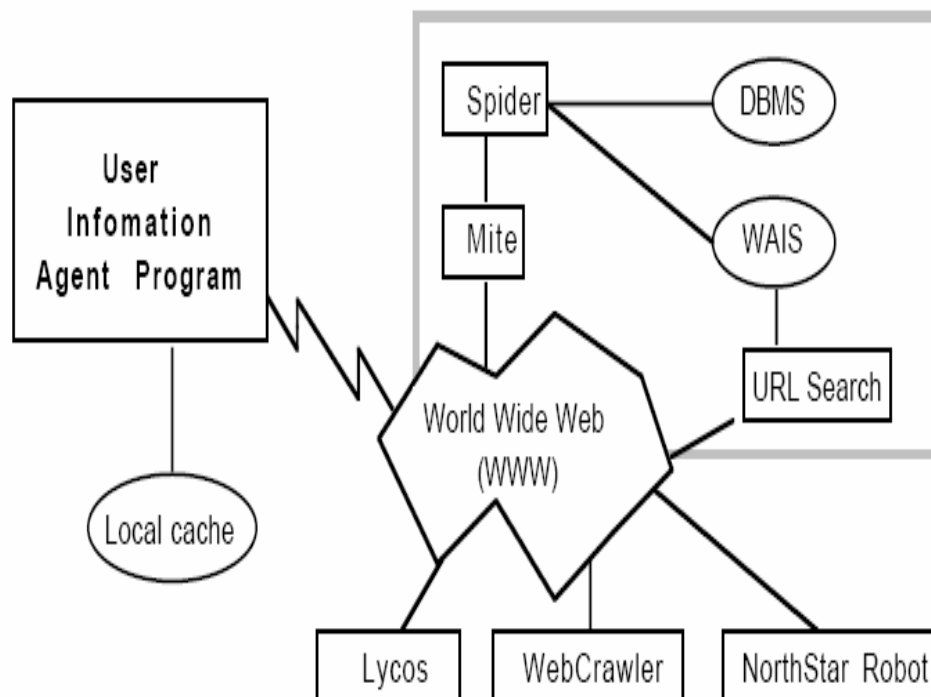 Spider
DBMS
User
Infomation
Agent Program
Mite
WAIS
URL Search
World Wide Web
(WWW)
Local cache
Lycos
WebCrawler
NorthStar Robot